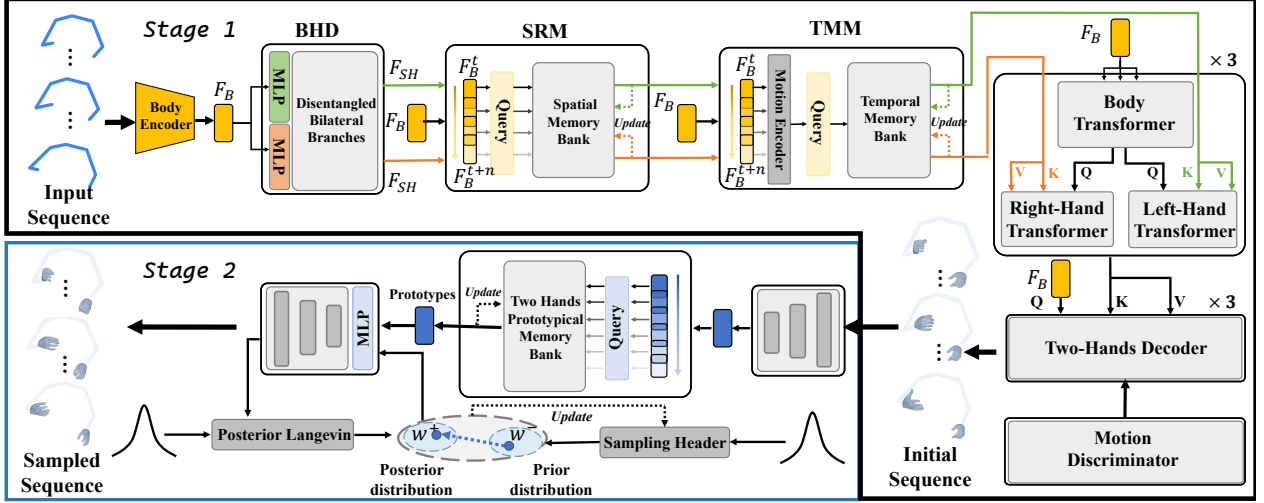 Stage 1
BHD
SRM
TMM
Input
Sequence
Body
Encoder
F_B
MLP
MLP
Disentangled
Bilateral
Branches
F_SH
F_B
F_SH
F_B^t
F_B^{t+n}
Query
Spatial
Memory
Bank
Update
F_B
F_B^t
F_B^{t+n}
Motion Encoder
Query
Temporal
Memory
Bank
Update
F_B
× 3
Body
Transformer
V
K
Q
Q
K
V
Right-Hand
Transformer
Left-Hand
Transformer
F_B
Q
K
V
× 3
Two-Hands Decoder
Motion
Discriminator
Initial
Sequence
Stage 2
Prototypes
Update
Two Hands
Prototypical
Memory
Bank
Query
MLP
Posterior Langevin
w^+
w^-
Update
Sampling Header
Posterior
distribution
Prior
distribution
Sampled
Sequence